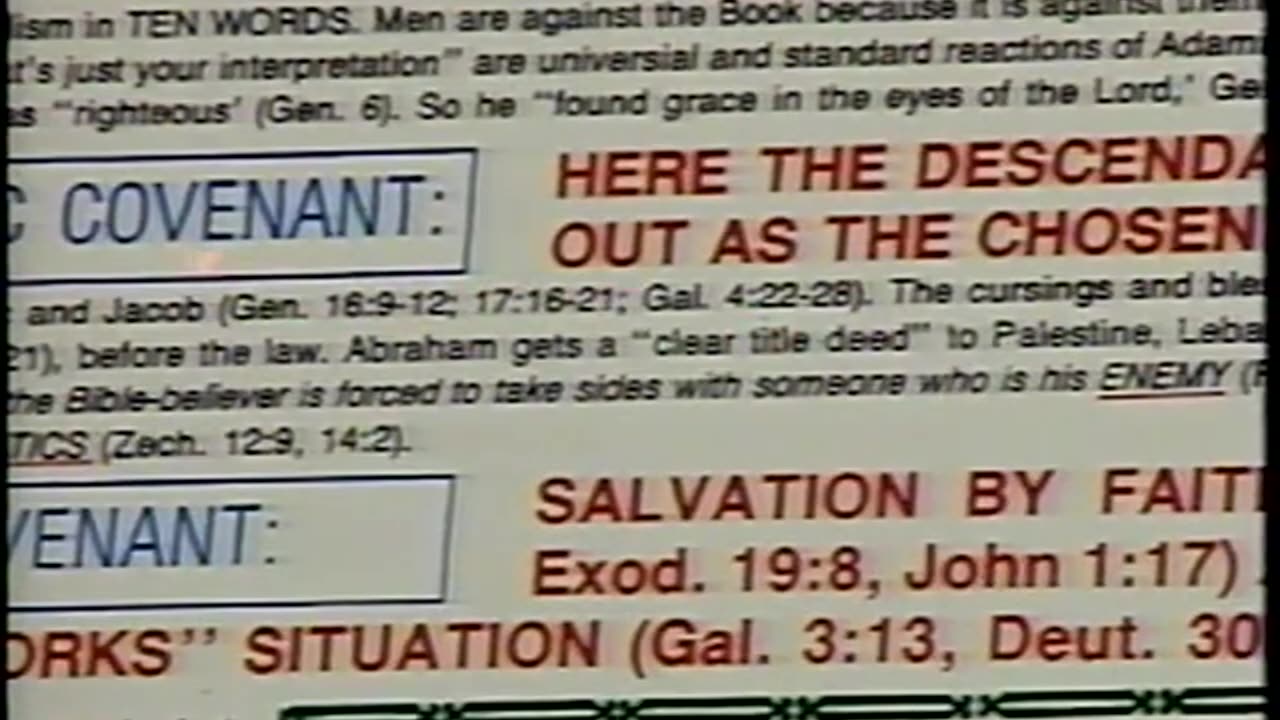 lism in TEN WORDS. Men are against the Book because it is against them
t's just your interpretation" are universial and standard reactions of Adami
as "'righteous' (Gen. 6). So he "'found grace in the eyes of the Lord,' Ge
C COVENANT:
HERE THE DESCENDA
OUT AS THE CHOSEN
and Jacob (Gen. 16:9-12; 17:16-21; Gal. 4:22-28). The cursings and ble
21), before the law. Abraham gets a "clear title deed" to Palestine, Leba
the Bible-believer is forced to take sides with someone who is his ENEMY (
TICS (Zech. 12:9, 14:2).
VENANT:
SALVATION BY FAIT
Exod. 19:8, John 1:17)
ORKS" SITUATION (Gal. 3:13, Deut. 30